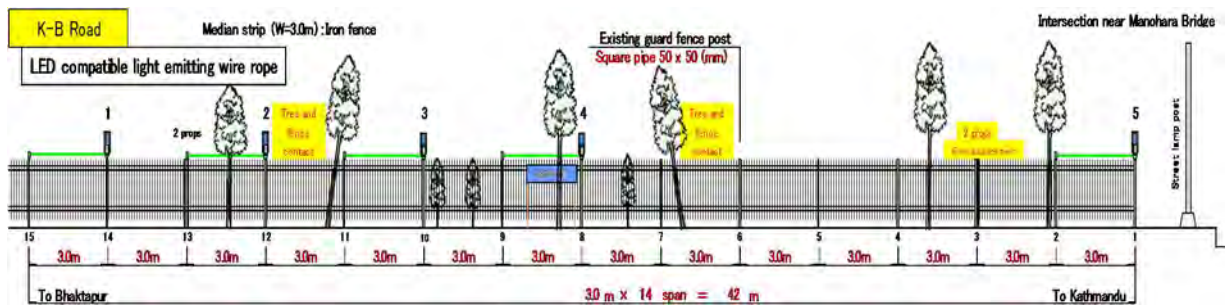 K-B Road
Median strip (W=3.0m) :Iron fence
LED compatible light emitting wire rope
Existing guard fence post
Square pipe 50 x 50 (mm)
Intersection near Manohara Bridge
1
2 props
2
Tree and
fence
contact
3
4
Tree and
fence
contact
2 props
5
Street lamp post
15 14 13 12 11 10 9 8 7 6 5 4 3 2 1
3.0m 3.0m 3.0m 3.0m 3.0m 3.0m 3.0m 3.0m 3.0m 3.0m 3.0m 3.0m 3.0m 3.0m
To Bhaktapur
3.0 m x 14 span = 42 m
To Kathmandu